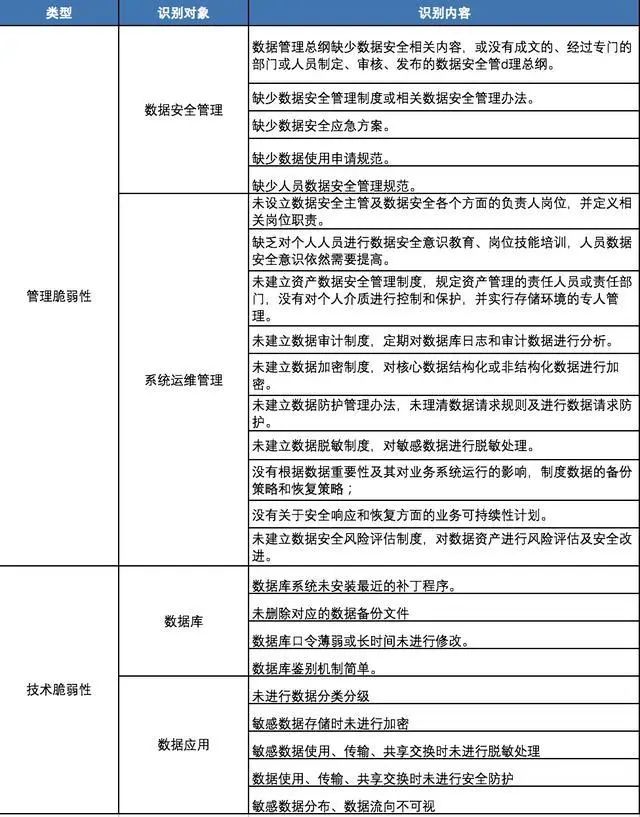 类型
识别对象
识别内容
管理脆弱性
数据安全管理
数据管理总纲缺少数据安全相关内容，或没有成文的、经过专门的
部门或人员制定、审核、发布的数据安全管d理总纲。
缺少数据安全管理制度或相关数据安全管理办法。
缺少数据安全应急方案。
缺少数据使用申请规范。
缺少人员数据安全管理规范。
系统运维管理
未设立数据安全主管及数据安全各个方面的负责人岗位，并定义相
关岗位职责。
缺乏对个人人员进行数据安全意识教育、岗位技能培训，人员数据
安全意识依然需要提高。
未建立资产数据安全管理制度，规定资产管理的责任人员或责任部
门，没有对个人介质进行控制和保护，并实行存储环境的专人管
理。
未建立数据审计制度，定期对数据库日志和审计数据进行分析。
未建立数据加密制度，对核心数据结构化或非结构化数据进行加
密。
未建立数据防护管理办法，未理清数据请求规则及进行数据请求防
护。
未建立数据脱敏制度，对敏感数据进行脱敏处理。
没有根据数据重要性及其对业务系统运行的影响，制度数据的备份
策略和恢复策略；
没有关于安全响应和恢复方面的业务可持续性计划。
未建立数据安全风险评估制度，对数据资产进行风险评估及安全改
进。
技术脆弱性
数据库
数据库系统未安装最近的补丁程序。
未删除对应的数据备份文件
数据库口令薄弱或长时间未进行修改。
数据库鉴别机制简单。
数据应用
未进行数据分类分级
敏感数据存储时未进行加密
敏感数据使用、传输、共享交换时未进行脱敏处理
数据使用、传输、共享交换时未进行安全防护
敏感数据分布、数据流向不可视